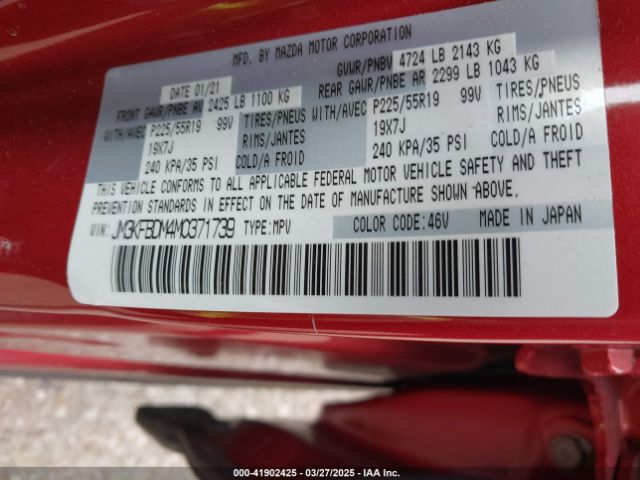 MFD. BY MAZDA MOTOR CORPORATION
DATE 01/21 GVWR/PNBV 4724 LB 2143 KG
FRONT GAWR/PNBE AV 2425 LB 1100 KG REAR GAWR/PNBE AR 2299 LB 1043 KG
WITH/AVEC P225/55R19 99V TIRES/PNEUS WITH/AVEC P225/55R19 99V TIRES/PNEUS
19X7J RIMS/JANTES 19X7J RIMS/JANTES
240 KPA/35 PSI COLD/A FROID 240 KPA/35 PSI COLD/A FROID
THIS VEHICLE CONFORMS TO ALL APPLICABLE FEDERAL MOTOR VEHICLE SAFETY AND THEFT
PREVENTION STANDARDS IN EFFECT ON THE DATE OF MANUFACTURE SHOWN ABOVE.
VIN: JM3KFBDM4M0371739 TYPE: MPV COLOR CODE: 46V MADE IN JAPAN
000-41902425 - 03/27/2025 - IAA Inc.